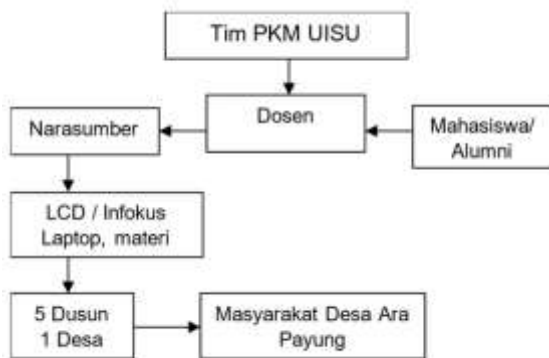 Tim PKM UISU
Dosen
Narasumber
Mahasiswa/
Alumni
LCD / Infokus
Laptop, materi
5 Dusun
1 Desa
Masyarakat Desa Ara
Payung